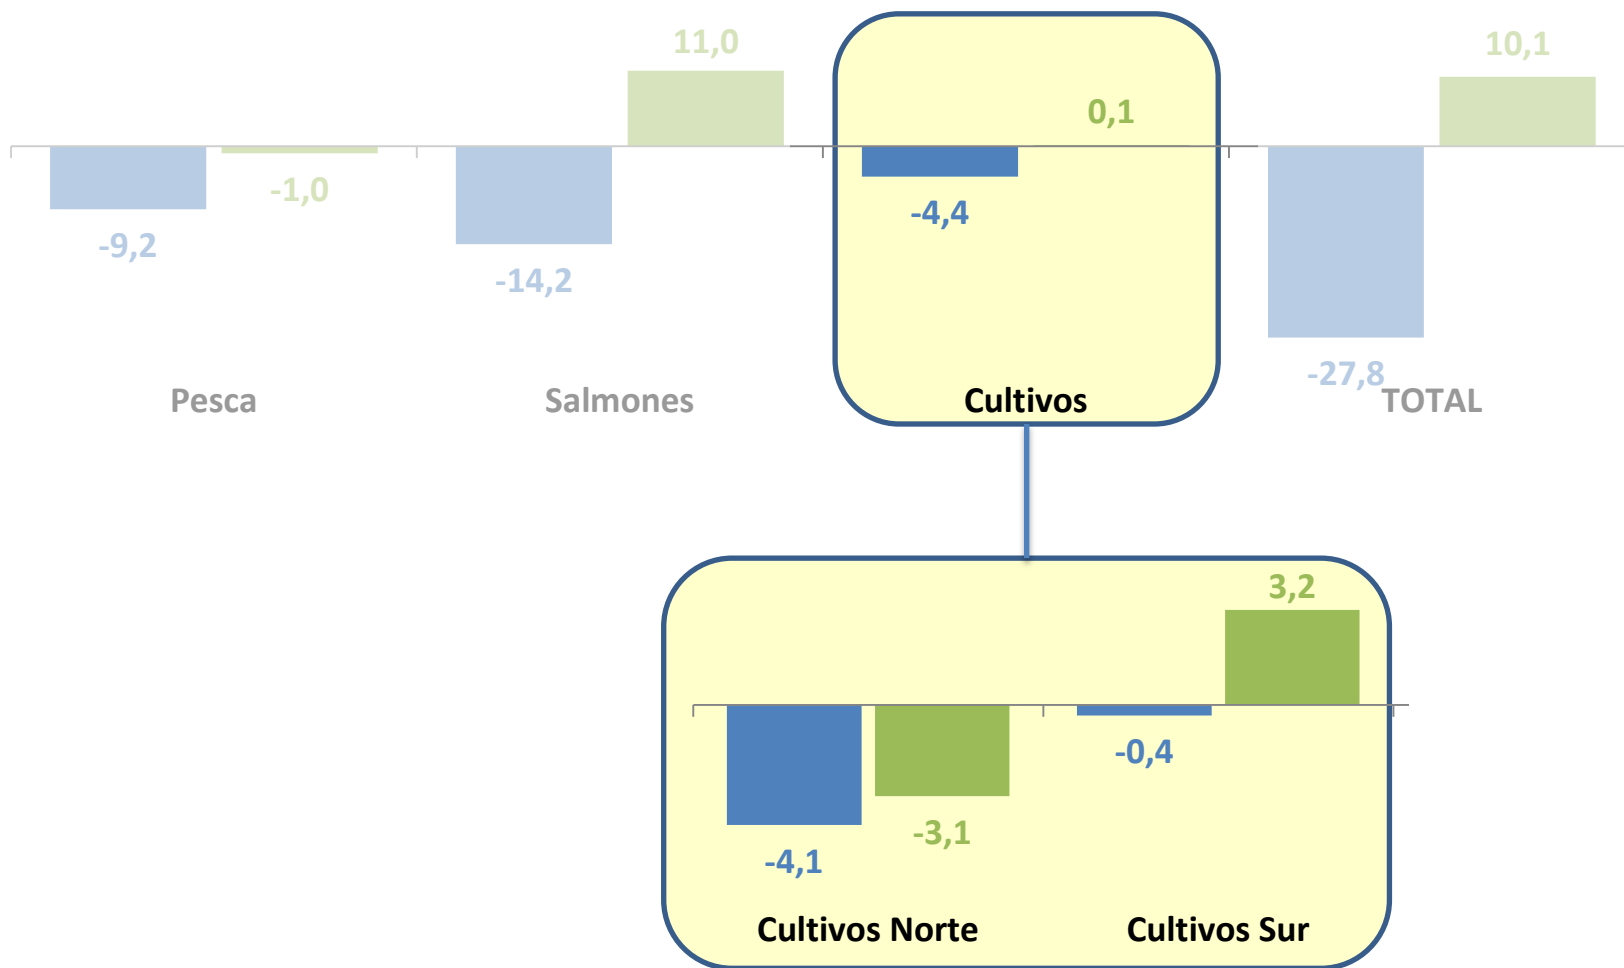 11,0
10,1
0,1
-1,0
-4,4
-9,2
-14,2
-27,8
Pesca
Salmones
Cultivos
TOTAL
3,2
-0,4
-3,1
-4,1
Cultivos Norte
Cultivos Sur